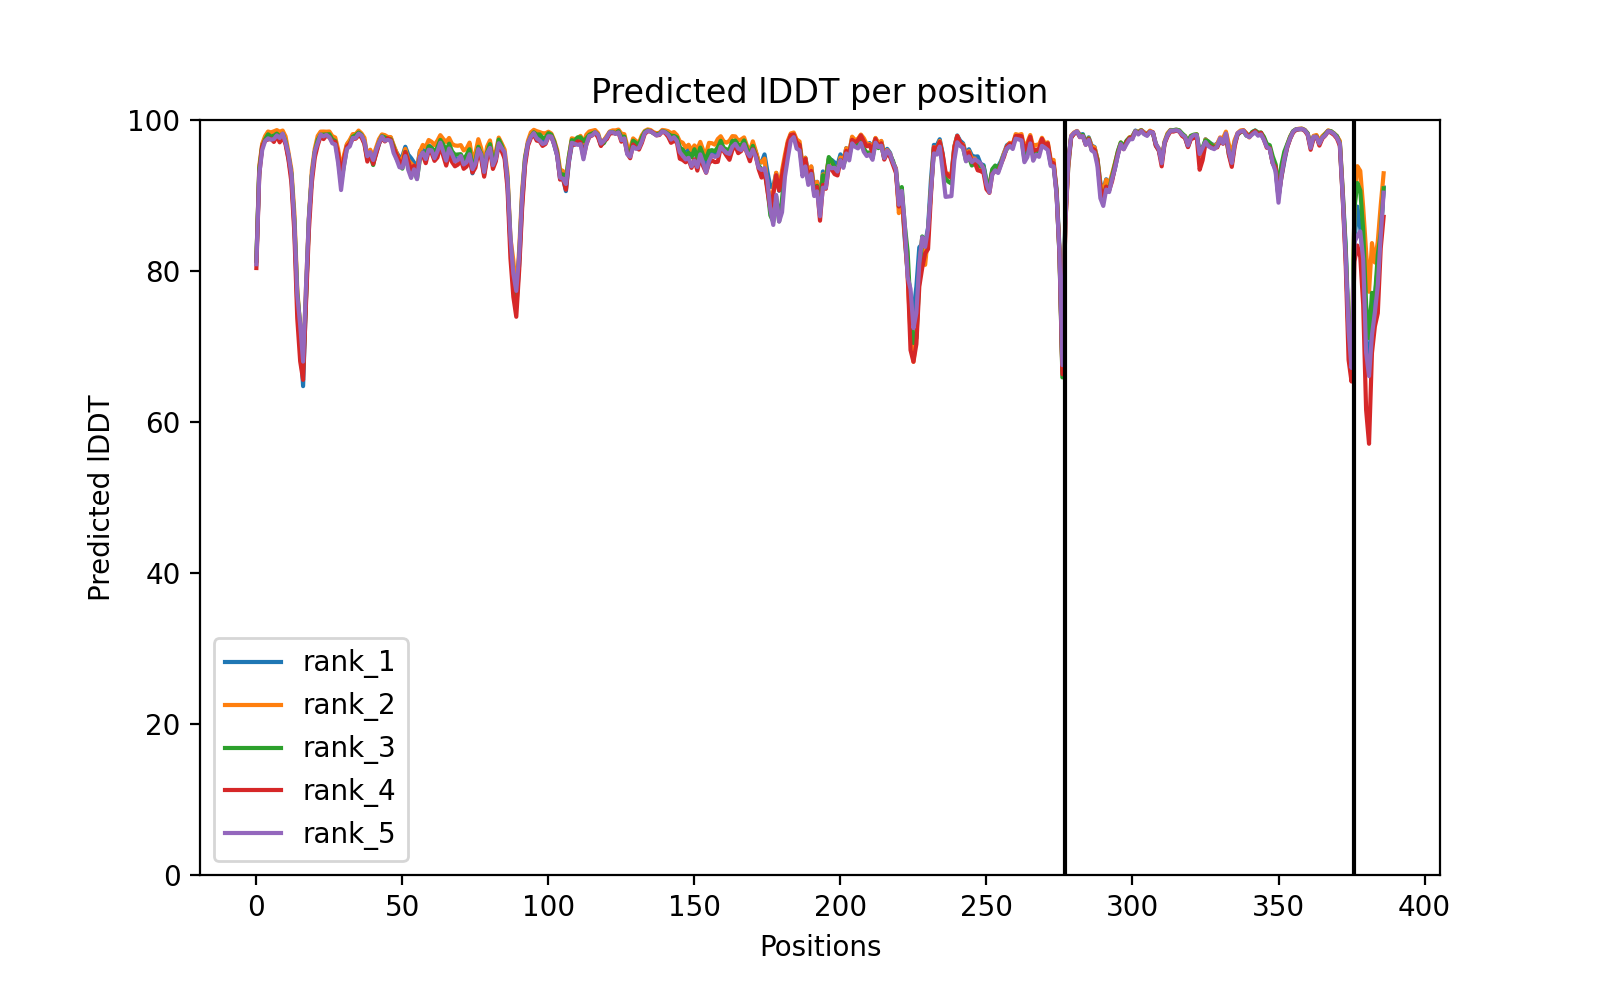 Predicted lDDT per position
100
80
60
40
20
0
Predicted lDDT
rank_1
rank_2
rank_3
rank_4
rank_5
0 50 100 150 200 250 300 350 400
Positions